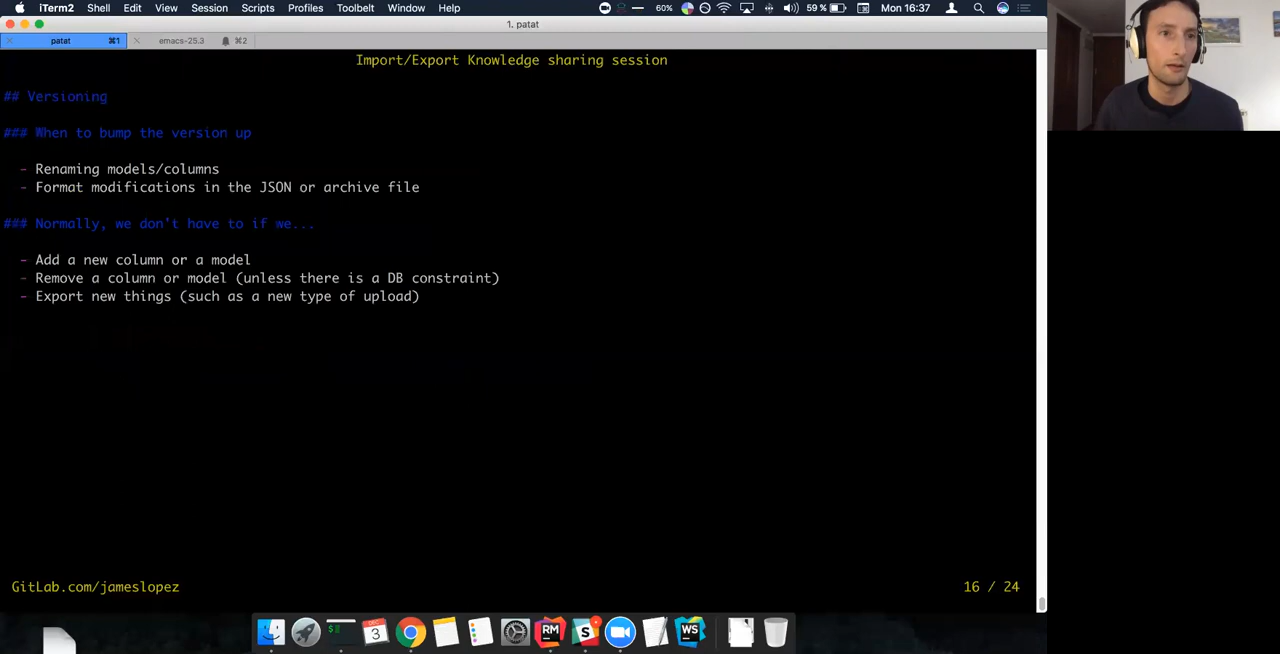 iTerm2 Shell Edit View Session Scripts Profiles Toolbelt Window Help 60% 59 % Mon 16:37
1. patat
patat ⌘1 emacs-25.3 ⌘2
Import/Export Knowledge sharing session
## Versioning
### When to bump the version up
- Renaming models/columns
- Format modifications in the JSON or archive file
### Normally, we don't have to if we...
- Add a new column or a model
- Remove a column or model (unless there is a DB constraint)
- Export new things (such as a new type of upload)
GitLab.com/jameslopez 16 / 24
DEC 3 RM S WS